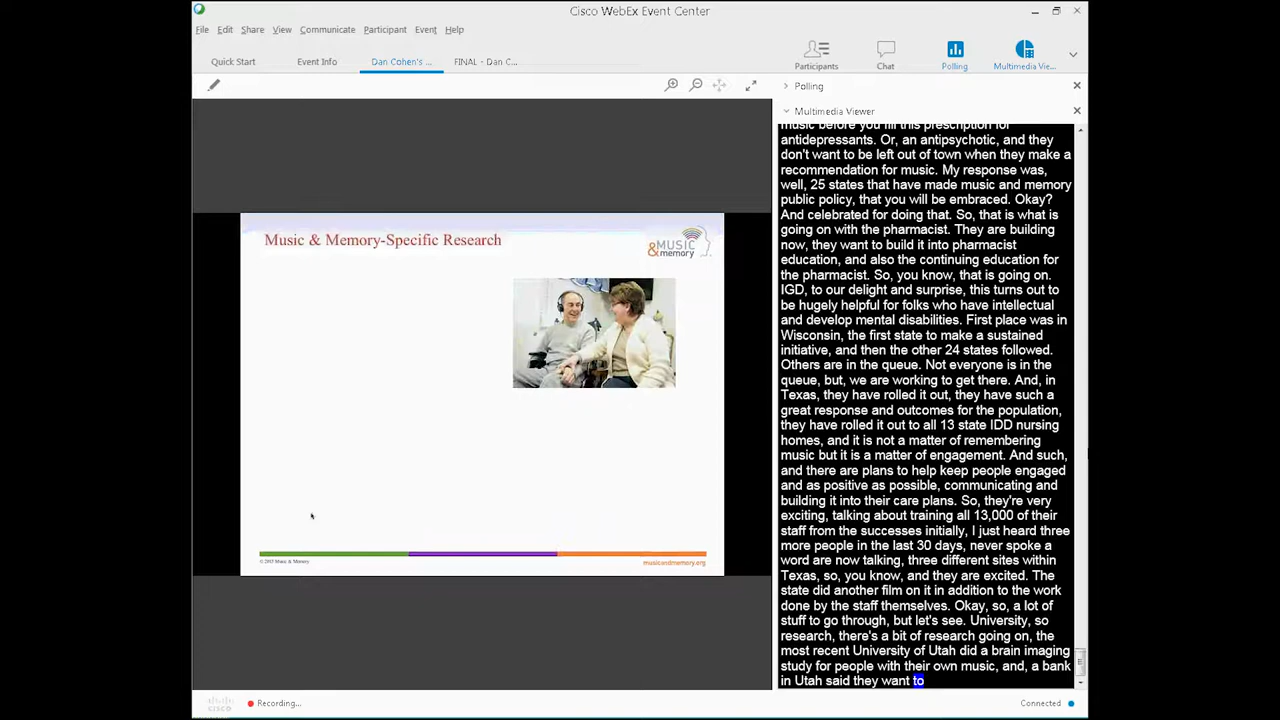 Cisco WebEx Event Center
File Edit Share View Communicate Participant Event Help
Quick Start Event Info Dan Cohen's ... FINAL - Dan C...
Participants Chat Polling Multimedia Vie...
Polling
Multimedia Viewer
music before you fill this prescription for
antidepressants. Or, an antipsychotic, and they
don't want to be left out of town when they make a
recommendation for music. My response was,
well, 25 states that have made music and memory
public policy, that you will be embraced. Okay?
And celebrated for doing that. So, that is what is
going on with the pharmacist. They are building
now, they want to build it into pharmacist
education, and also the continuing education for
the pharmacist. So, you know, that is going on.
IGD, to our delight and surprise, this turns out to
be hugely helpful for folks who have intellectual
and develop mental disabilities. First place was in
Wisconsin, the first state to make a sustained
initiative, and then the other 24 states followed.
Others are in the queue. Not everyone is in the
queue, but, we are working to get there. And, in
Texas, they have rolled it out, they have such a
great response and outcomes for the population,
they have rolled it out to all 13 state IDD nursing
homes, and it is not a matter of remembering
music but it is a matter of engagement. And such,
and there are plans to help keep people engaged
and as positive as possible, communicating and
building it into their care plans. So, they're very
exciting, talking about training all 13,000 of their
staff from the successes initially, I just heard three
more people in the last 30 days, never spoke a
word are now talking, three different sites within
Texas, so, you know, and they are excited. The
state did another film on it in addition to the work
done by the staff themselves. Okay, so, a lot of
stuff to go through, but let's see. University, so
research, there's a bit of research going on, the
most recent University of Utah did a brain imaging
study for people with their own music, and, a bank
in Utah said they want to
Music & Memory-Specific Research
MUSIC
&memory
© 2015 Music & Memory
musicandmemory.org
cisco
Recording...
Connected